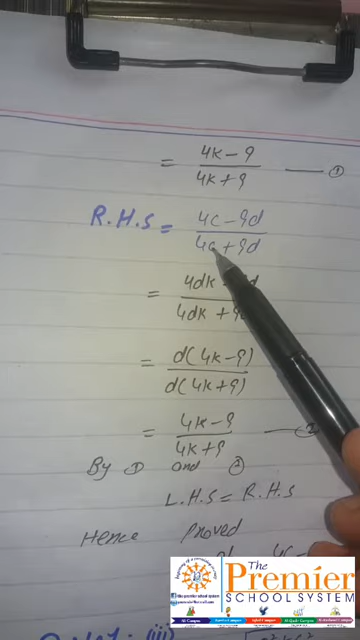 = 4K-9 / 4K+9 — ①
R.H.S = 4c-9d / 4c+9d
= 4dK / 4dK +9d
= d(4K-9) / d(4K+9)
= 4K-9 / 4K+9 — ②
By ① and ②
L.H.S = R.H.S
Hence Proved
The
Premier
SCHOOL SYSTEM